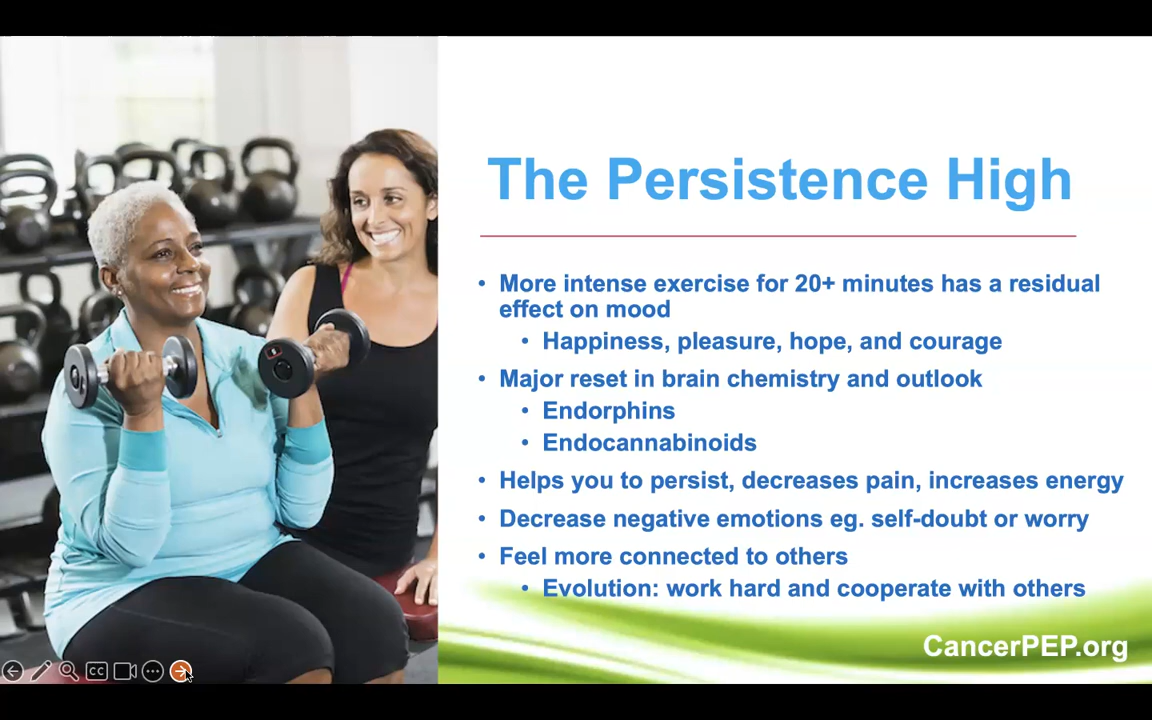 The Persistence High
• More intense exercise for 20+ minutes has a residual
effect on mood
• Happiness, pleasure, hope, and courage
• Major reset in brain chemistry and outlook
• Endorphins
• Endocannabinoids
• Helps you to persist, decreases pain, increases energy
• Decrease negative emotions eg. self-doubt or worry
• Feel more connected to others
• Evolution: work hard and cooperate with others
CancerPEP.org
CC